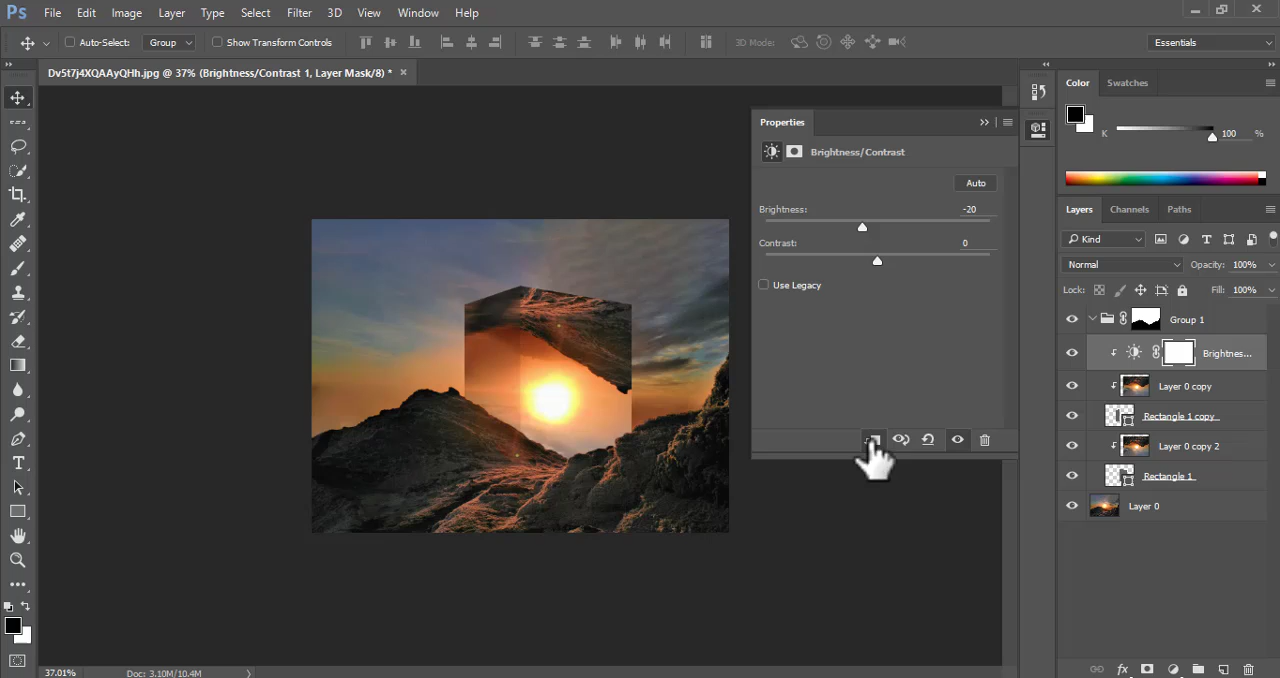 Ps File Edit Image Layer Type Select Filter 3D View Window Help
Auto-Select: Group Show Transform Controls 3D Mode: Essentials
Dv5t7j4XQAAyQHh.jpg @ 37% (Brightness/Contrast 1, Layer Mask/8) * ×
Color Swatches
K 100 %
Properties
Brightness/Contrast
Auto
Brightness: -20
Contrast: 0
Use Legacy
Layers Channels Paths
Kind
Normal Opacity: 100%
Lock: Fill: 100%
Group 1
Brightnes...
Layer 0 copy
Rectangle 1 copy
Layer 0 copy 2
Rectangle 1
Layer 0
37.01% Doc: 3.10M/10.4M